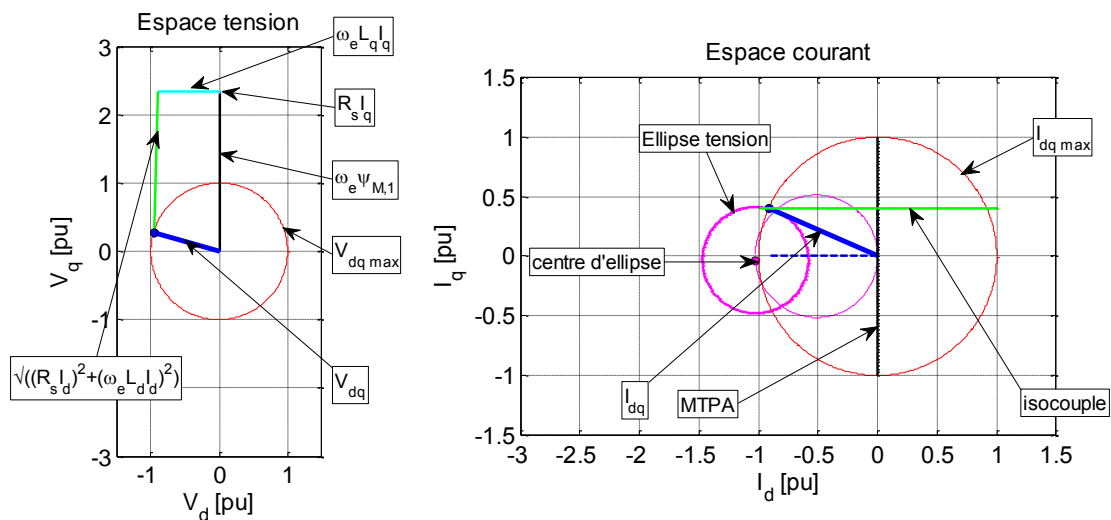 Espace tension
ω_e L_q I_q
R_s I_q
ω_e ψ_M,1
V_dq max
V_dq
√((R_s I_d)^2+(ω_e L_d I_d)^2)
3
2
1
0
-1
-3
-1
0
1
V_q [pu]
V_d [pu]
Espace courant
Ellipse tension
I_dq max
centre d'ellipse
I_dq
MTPA
isocouple
1.5
1
0.5
0
-0.5
-1
-1.5
-3
-2.5
-2
-1.5
-1
-0.5
0
0.5
1
1.5
I_q [pu]
I_d [pu]